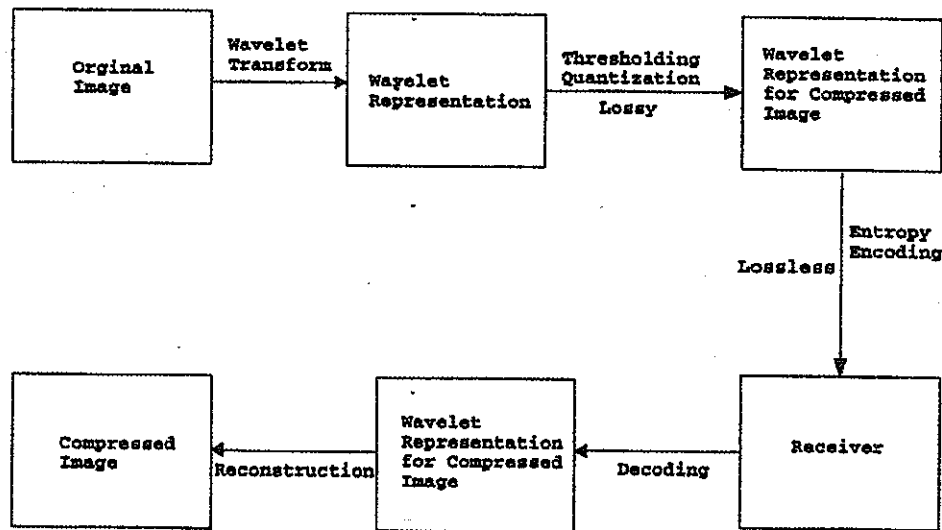 Orginal
Image
Wavelet
Transform
Wavelet
Representation
Thresholding
Quantization
Lossy
Wavelet
Representation
for Compressed
Image
Entropy
Encoding
Lossless
Receiver
Decoding
Wavelet
Representation
for Compressed
Image
Reconstruction
Compressed
Image